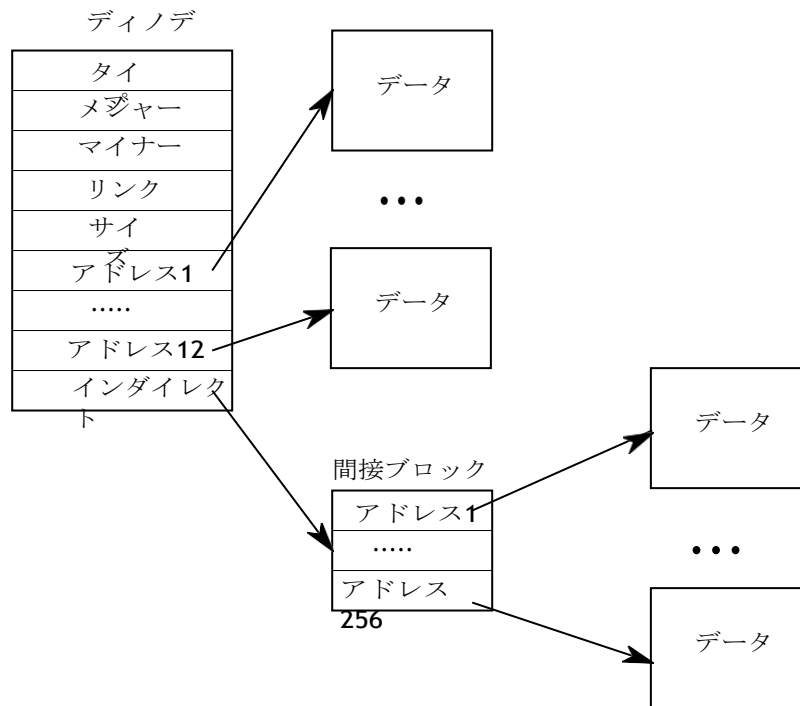 ディノデ
タイ
プ
メジャー
マイナー
リンク
サイ
ズ
アドレス1
.....
アドレス12
インダイレク
ト
データ
•••
データ
間接ブロック
アドレス1
.....
アドレス
256
データ
•••
データ